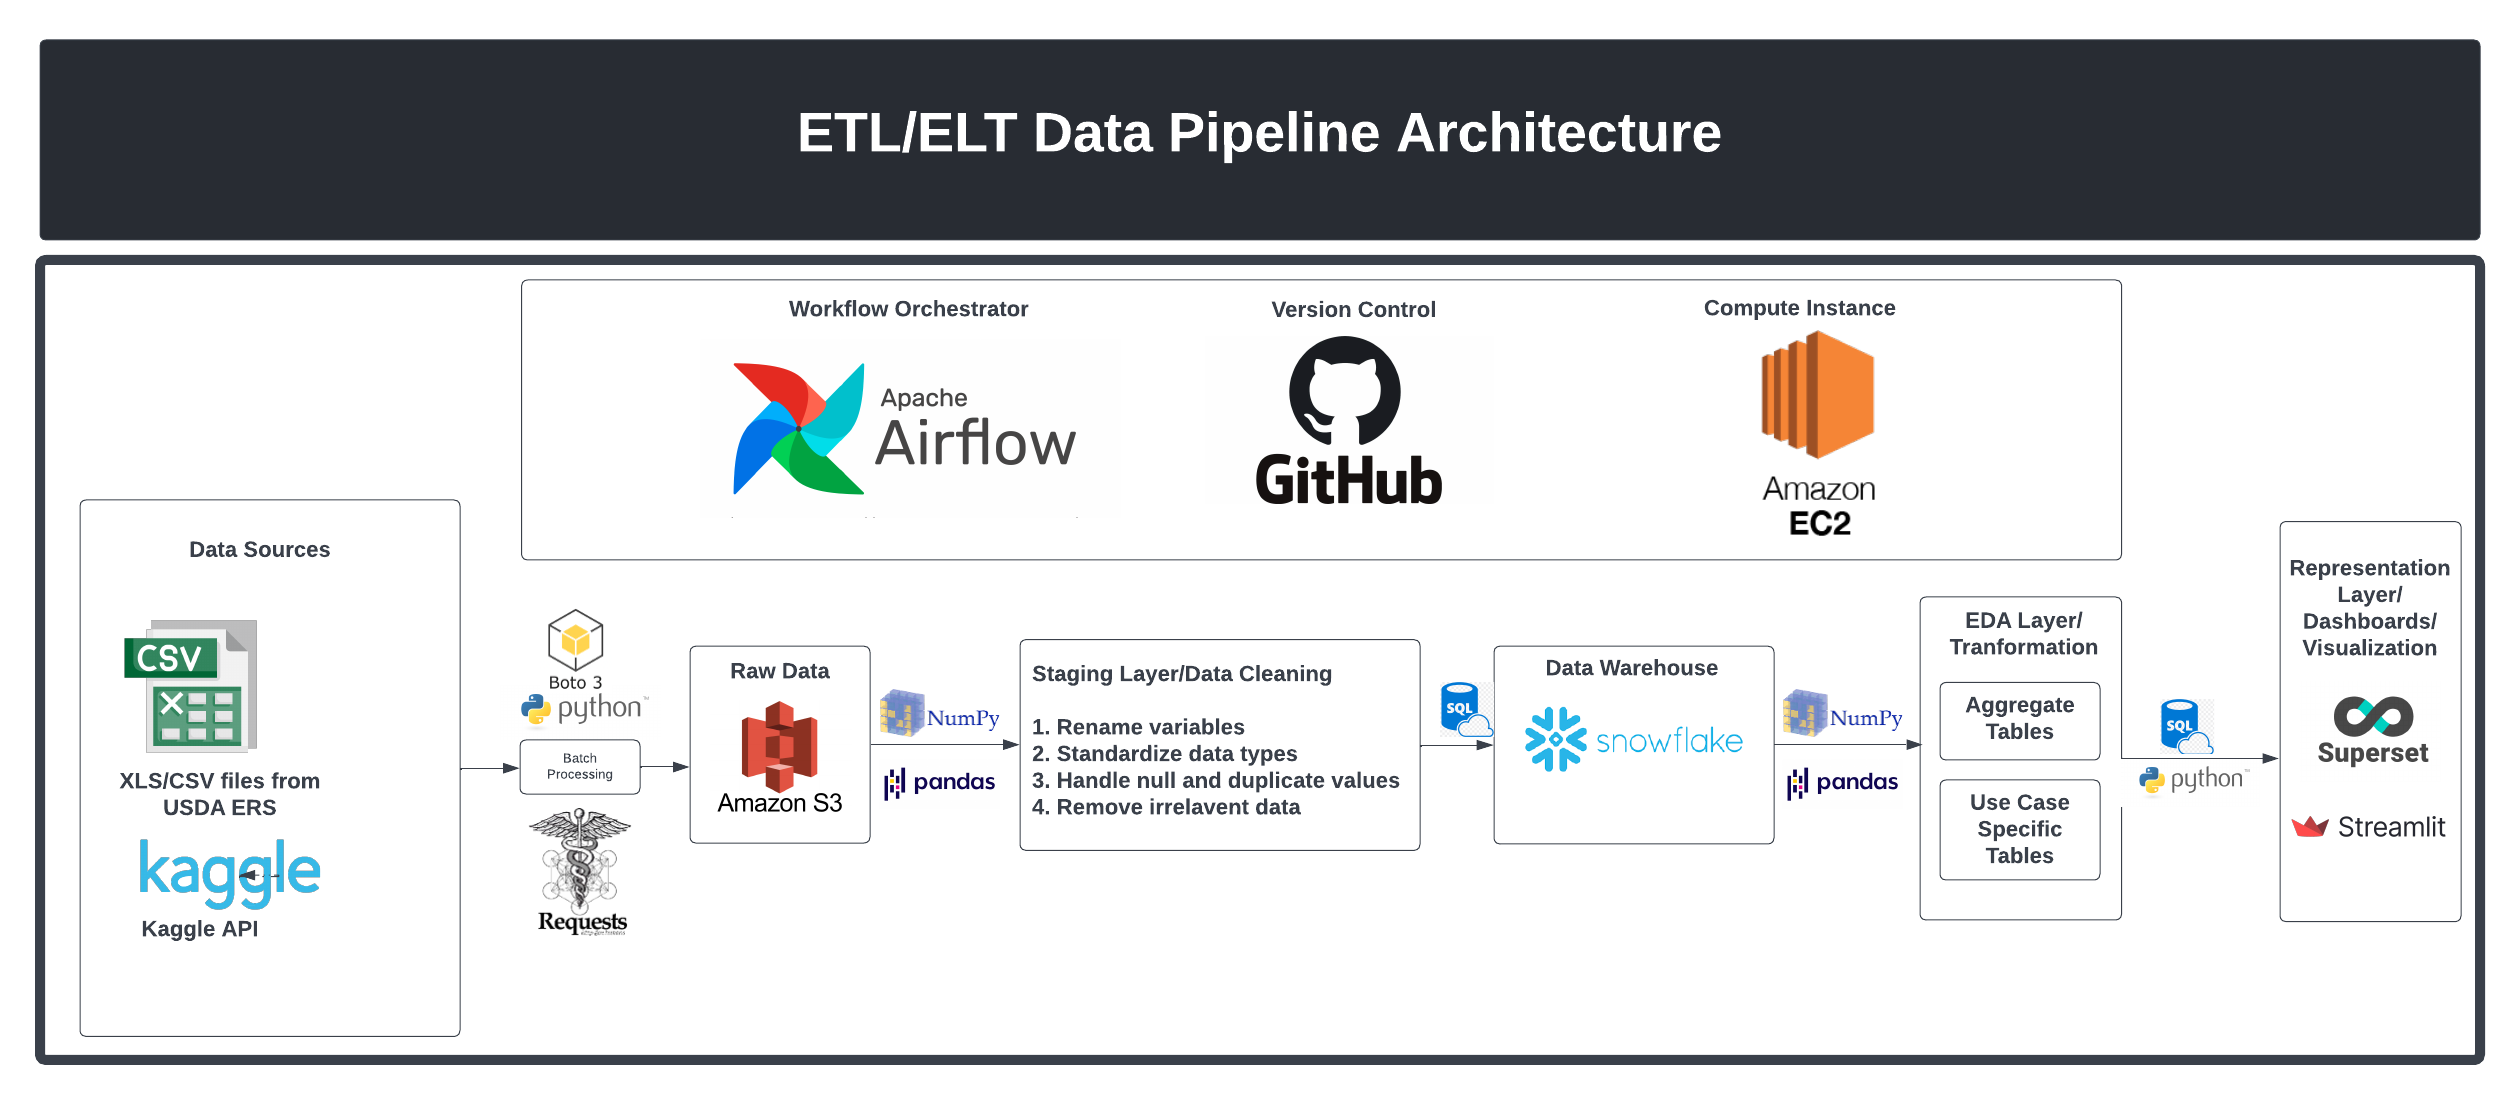 ETL/ELT Data Pipeline Architecture
Workflow Orchestrator
Apache
Airflow
Version Control
GitHub
Compute Instance
Amazon
EC2
Data Sources
CSV
X
XLS/CSV files from
USDA ERS
kaggle
Kaggle API
Boto 3
python™
Batch
Processing
Requests
Raw Data
Amazon S3
NumPy
pandas
Staging Layer/Data Cleaning
1. Rename variables
2. Standardize data types
3. Handle null and duplicate values
4. Remove irrelavent data
SQL
Data Warehouse
snowflake
NumPy
pandas
EDA Layer/
Tranformation
Aggregate
Tables
Use Case
Specific
Tables
SQL
python™
Representation
Layer/
Dashboards/
Visualization
Superset
Streamlit